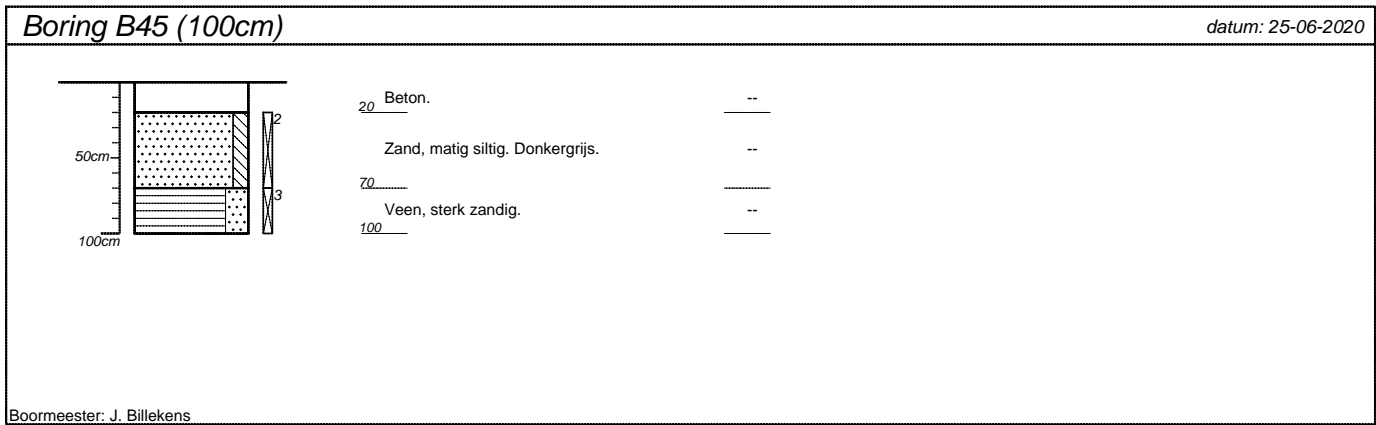 Boring B45 (100cm) datum: 25-06-2020
Beton. --
20
2
50cm Zand, matig siltig. Donkergrijs. --
70
3
Veen, sterk zandig. --
100
100cm
Boormeester: J. Billekens